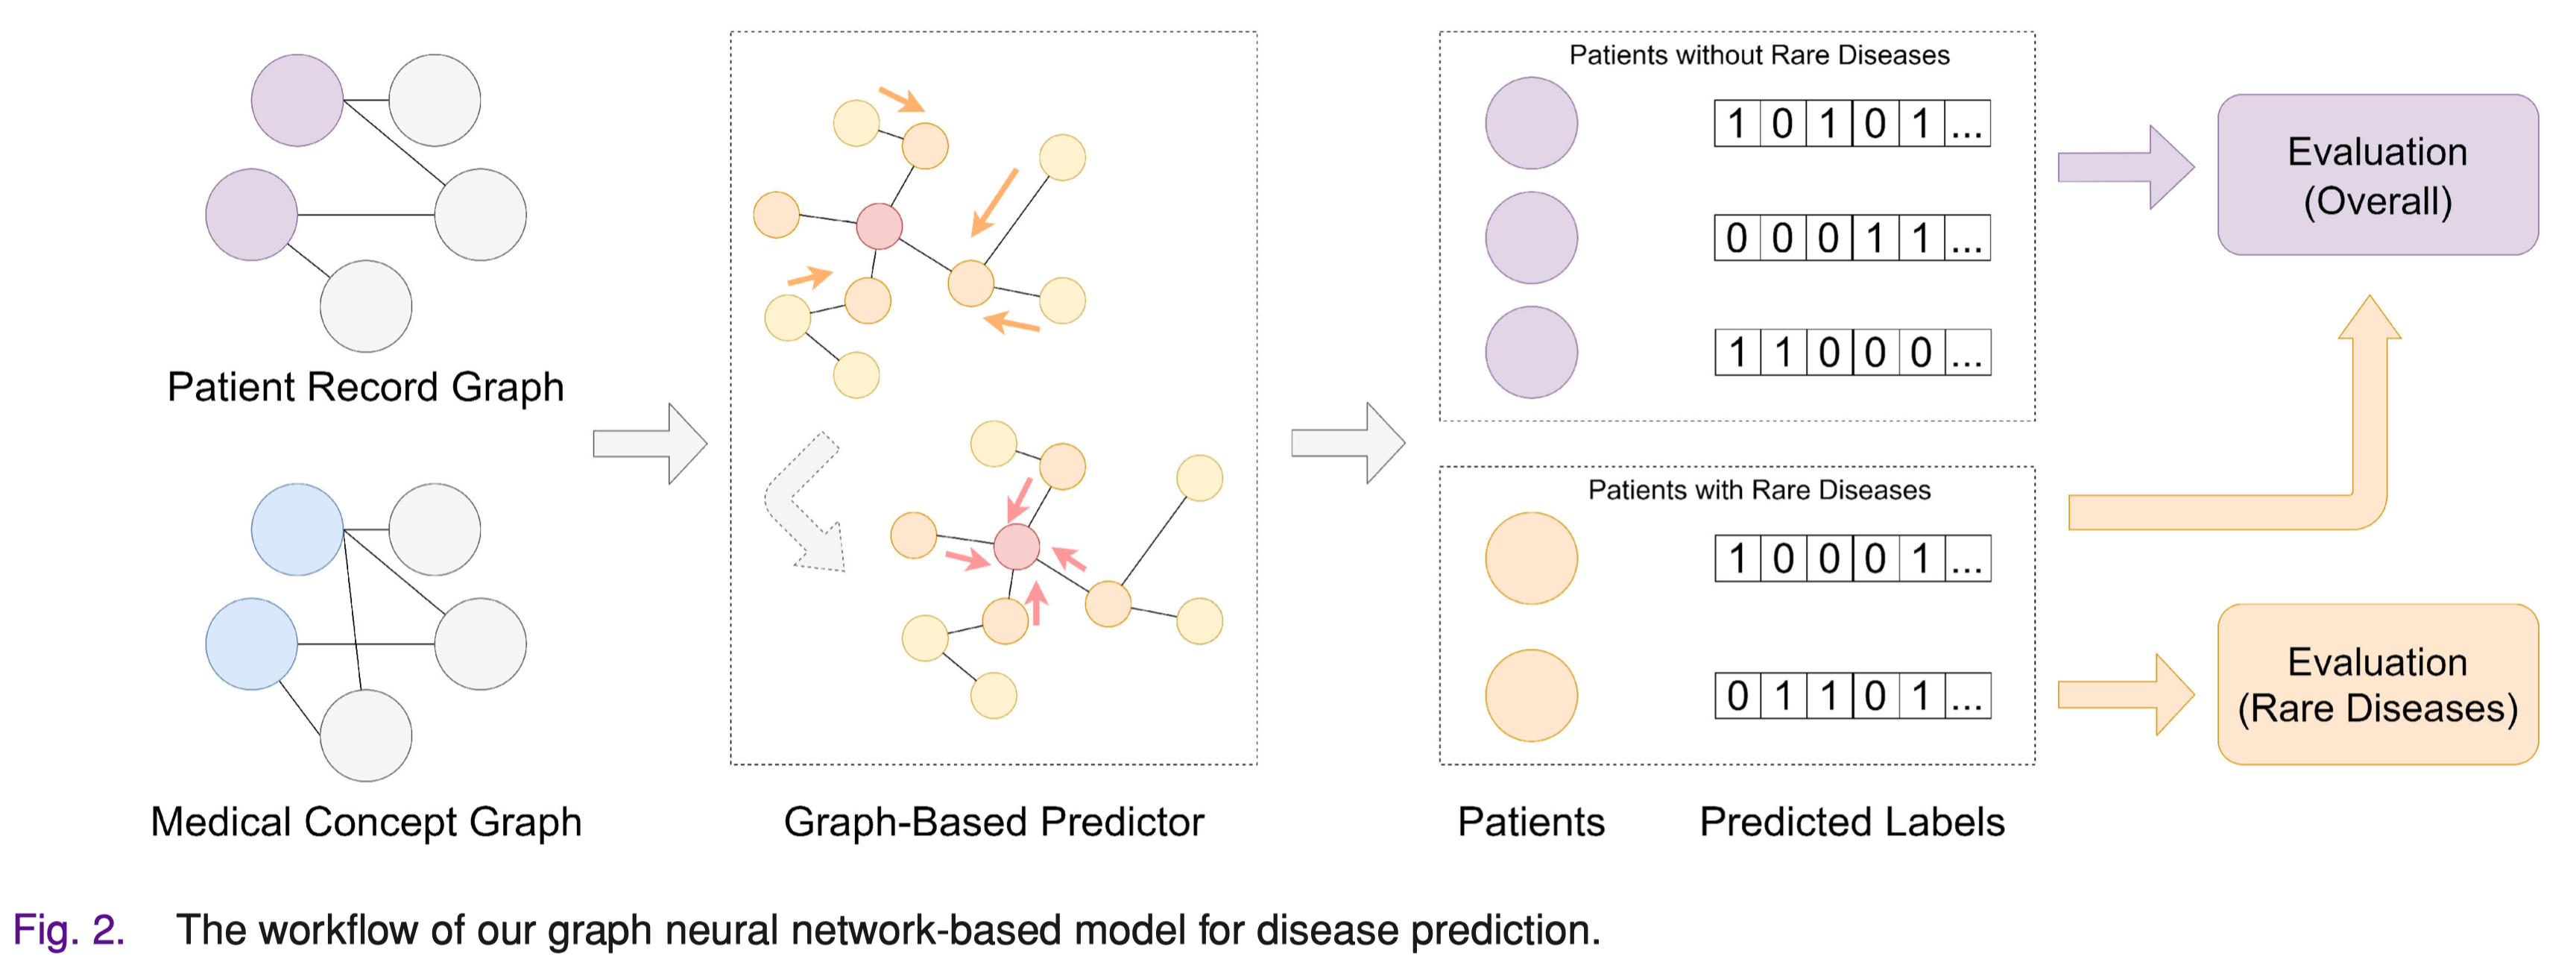 Patient Record Graph
Medical Concept Graph
Graph-Based Predictor
Patients without Rare Diseases
1 0 1 0 1 ...
0 0 0 1 1 ...
1 1 0 0 0 ...
Patients with Rare Diseases
1 0 0 0 1 ...
0 1 1 0 1 ...
Patients
Predicted Labels
Evaluation
(Overall)
Evaluation
(Rare Diseases)
Fig. 2. The workflow of our graph neural network-based model for disease prediction.